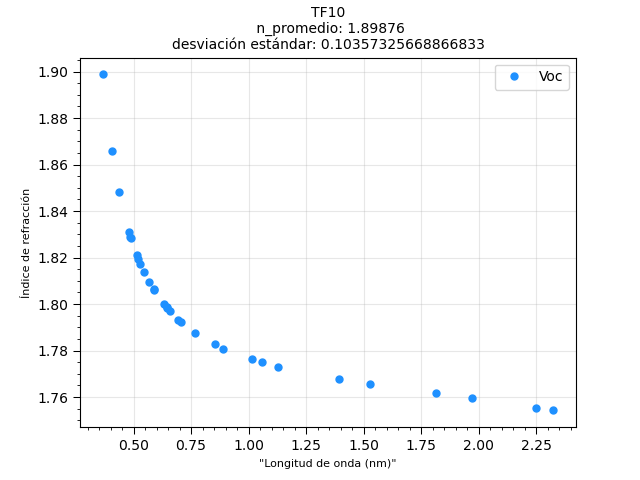 TF10
n_promedio: 1.89876
desviación estándar: 0.10357325668866833
Voc
1.90
1.88
1.86
1.84
1.82
1.80
1.78
1.76
Índice de refracción
0.50 0.75 1.00 1.25 1.50 1.75 2.00 2.25
"Longitud de onda (nm)"